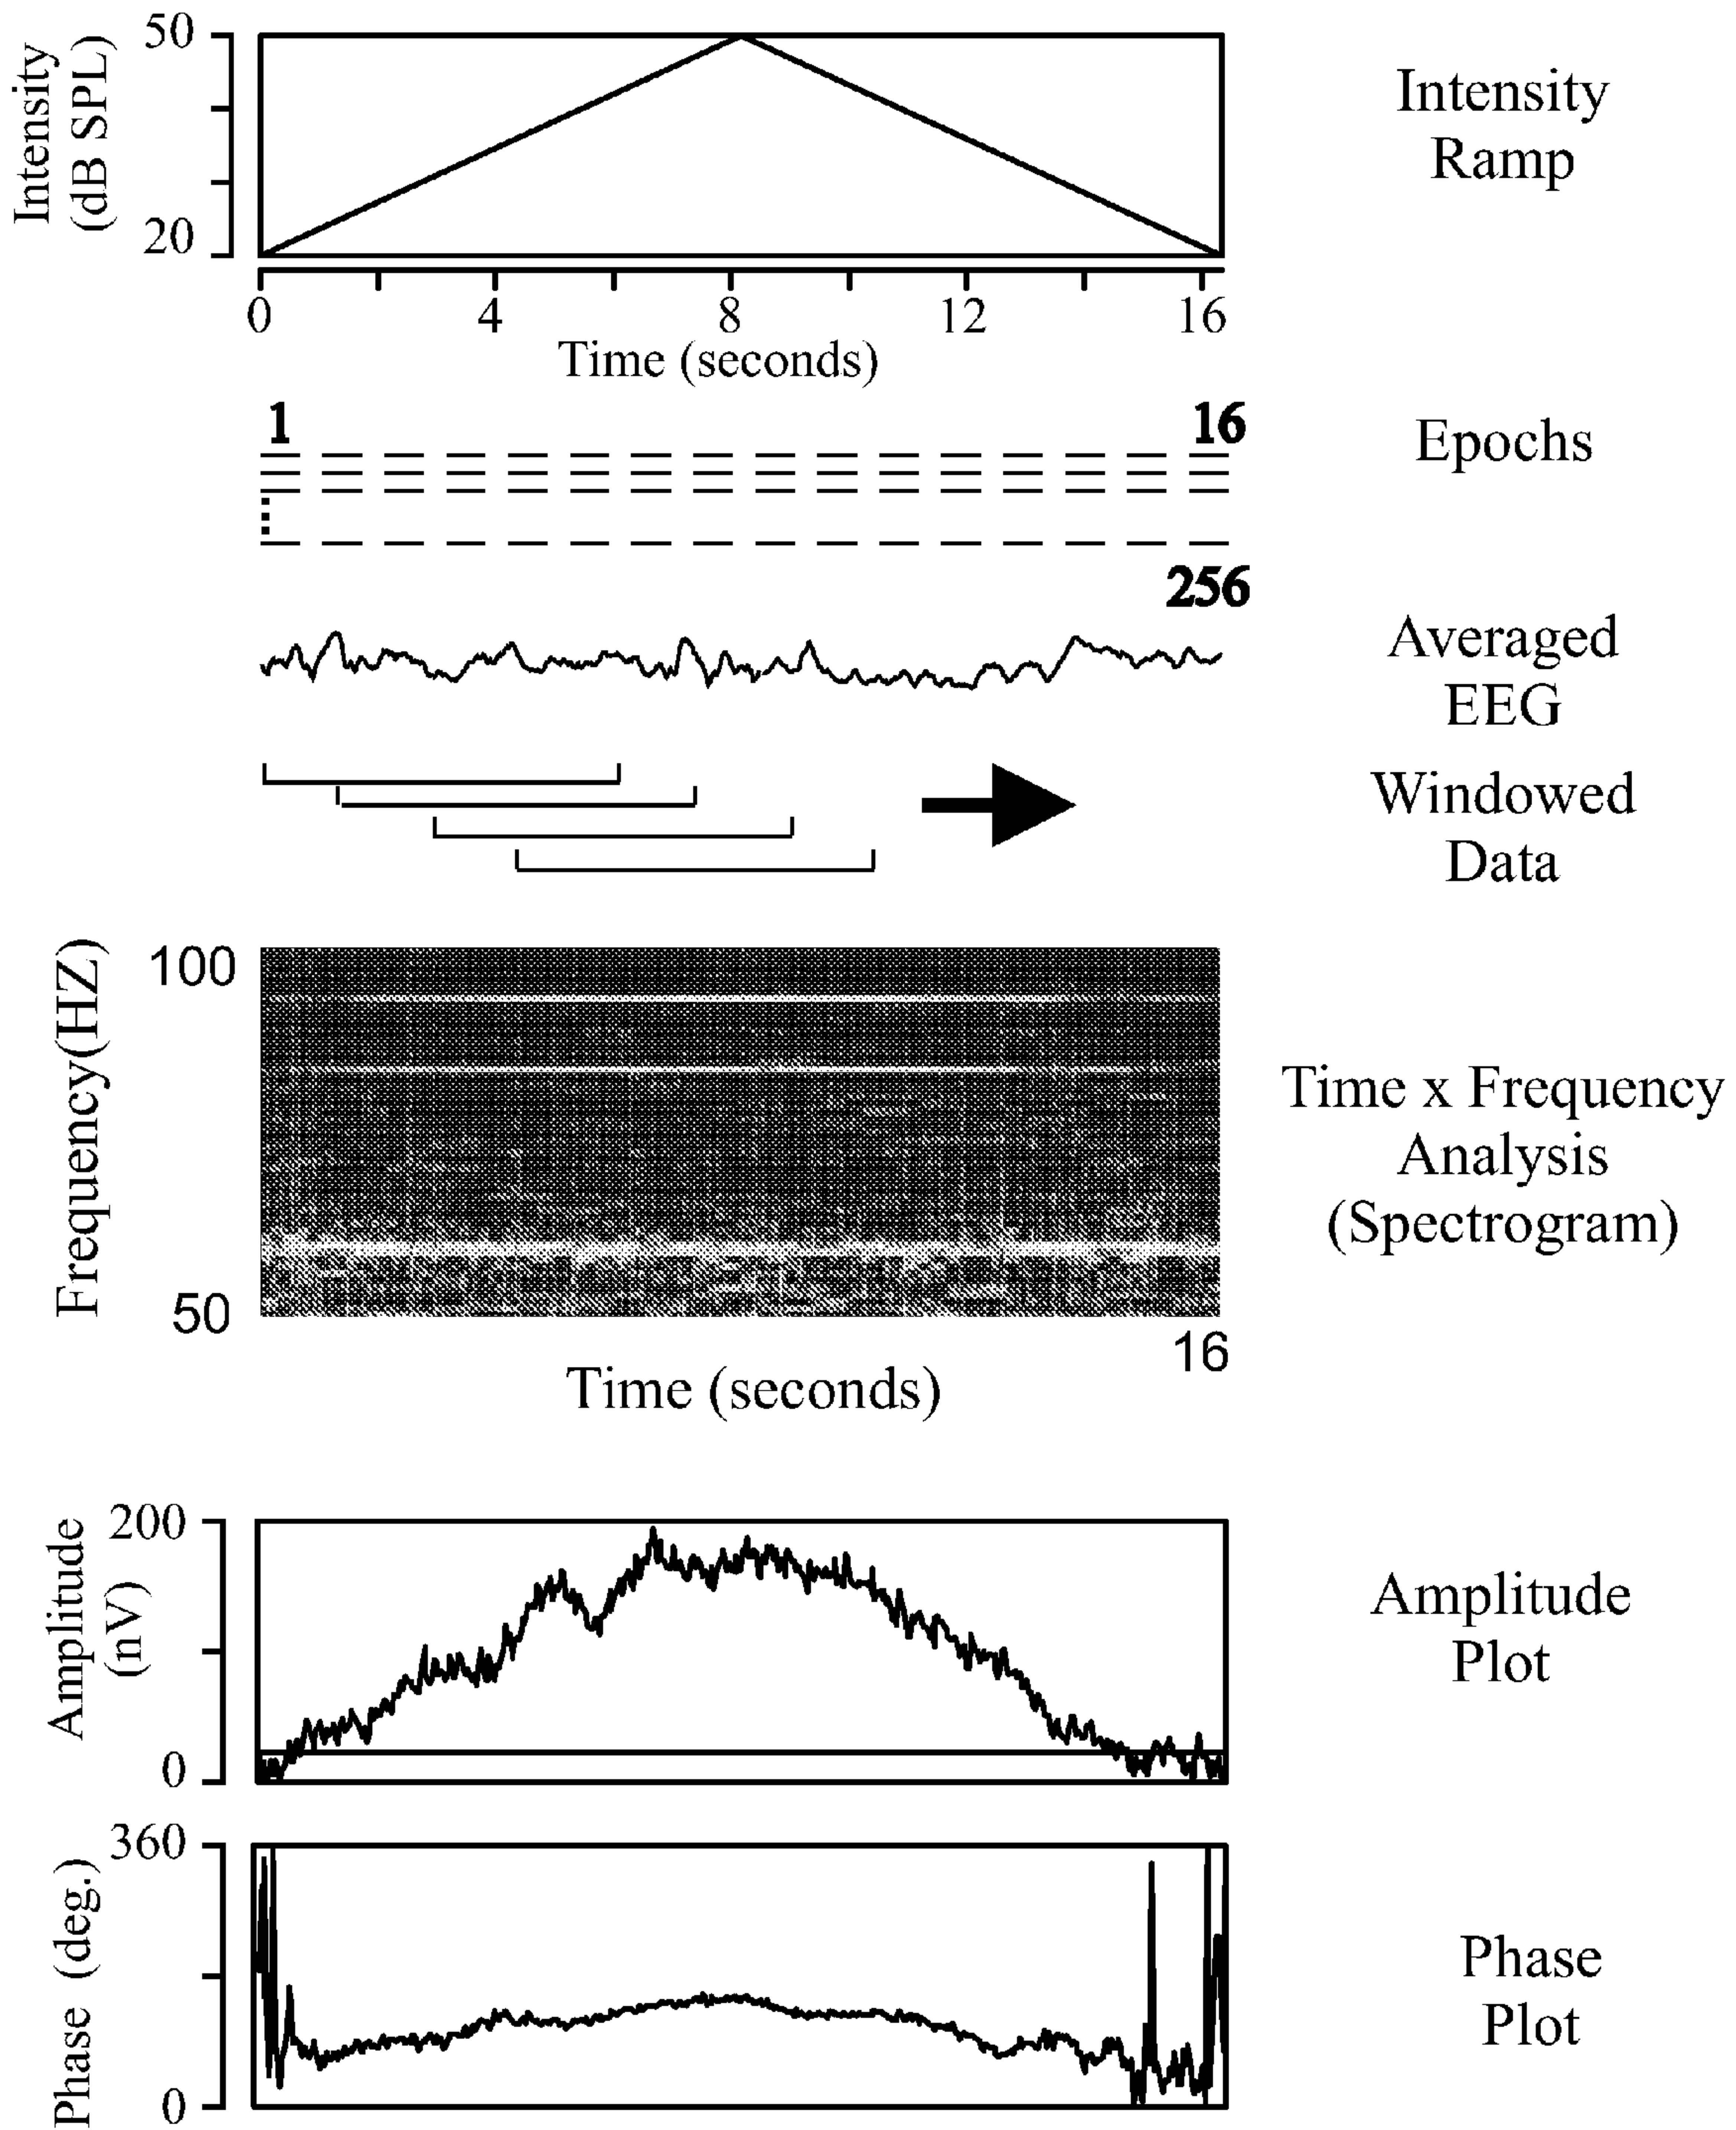 Intensity
(dB SPL)
50
20
Intensity
Ramp
0 4 8 12 16
Time (seconds)
1 16
Epochs
256
Averaged
EEG
Windowed
Data
Frequency(HZ)
100
50
Time x Frequency
Analysis
(Spectrogram)
16
Time (seconds)
Amplitude
(nV)
200
0
Amplitude
Plot
Phase (deg.)
360
0
Phase
Plot